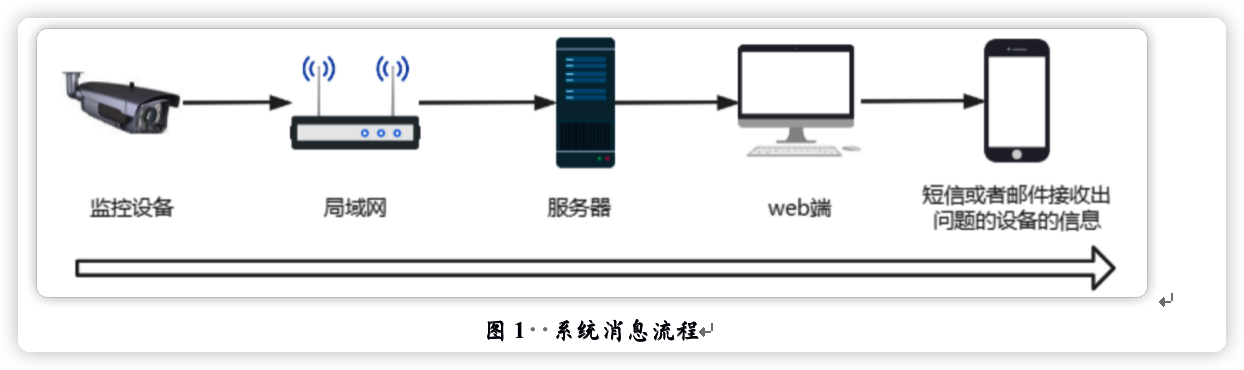 监控设备
局域网
服务器
web端
短信或者邮件接收出
问题的设备的信息
图 1··系统消息流程